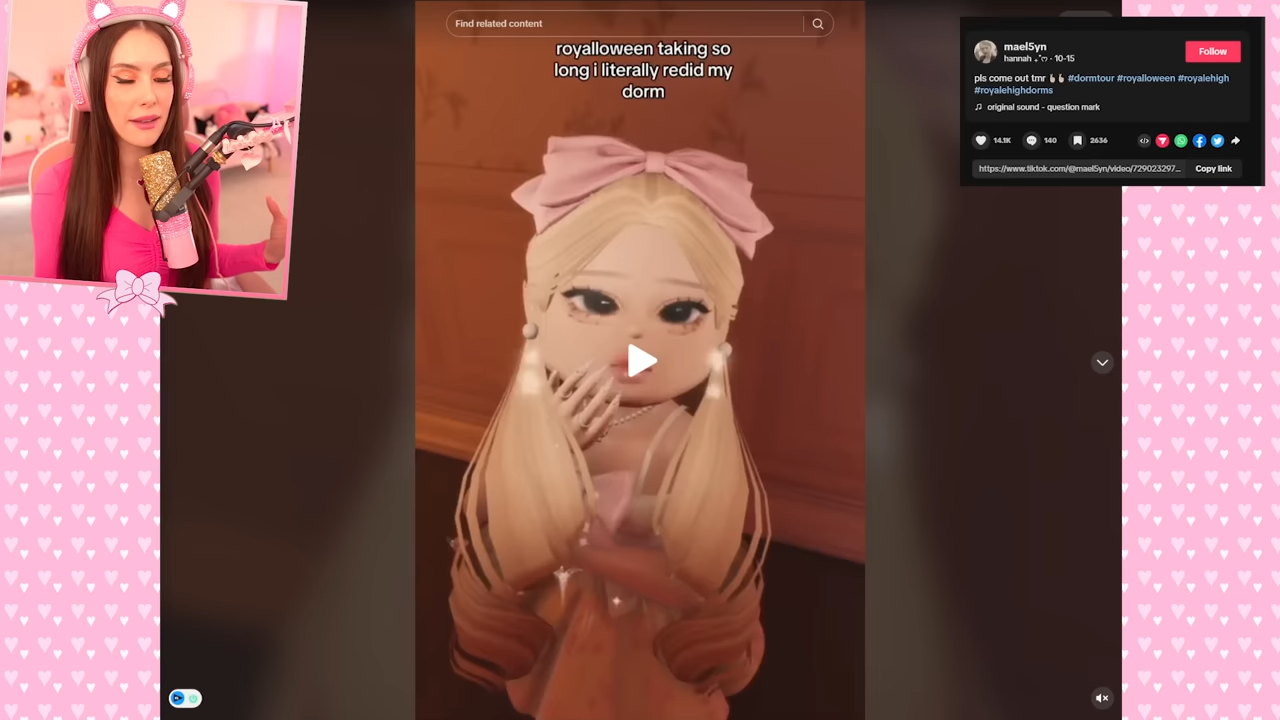 Find related content
royalloween taking so
long i literally redid my
dorm
mael5yn
hannah ₊˚♡ · 10-15
Follow
pls come out tmr 🤞🏻🤞🏻 #dormtour #royalloween #royalehigh
#royalehighdorms
♫ original sound - question mark
14.1K
140
2636
https://www.tiktok.com/@mael5yn/video/729023297...
Copy link